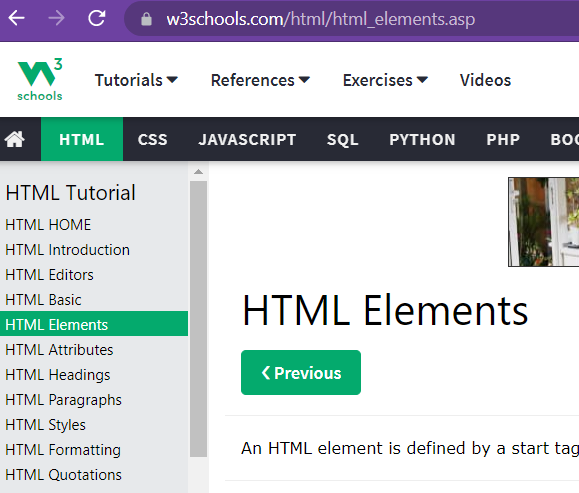 w3schools.com/html/html_elements.asp
W3
schools
Tutorials References Exercises Videos
HTML CSS JAVASCRIPT SQL PYTHON PHP BOO
HTML Tutorial
HTML HOME
HTML Introduction
HTML Editors
HTML Basic
HTML Elements
HTML Attributes
HTML Headings
HTML Paragraphs
HTML Styles
HTML Formatting
HTML Quotations
HTML Elements
❮ Previous
An HTML element is defined by a start tag